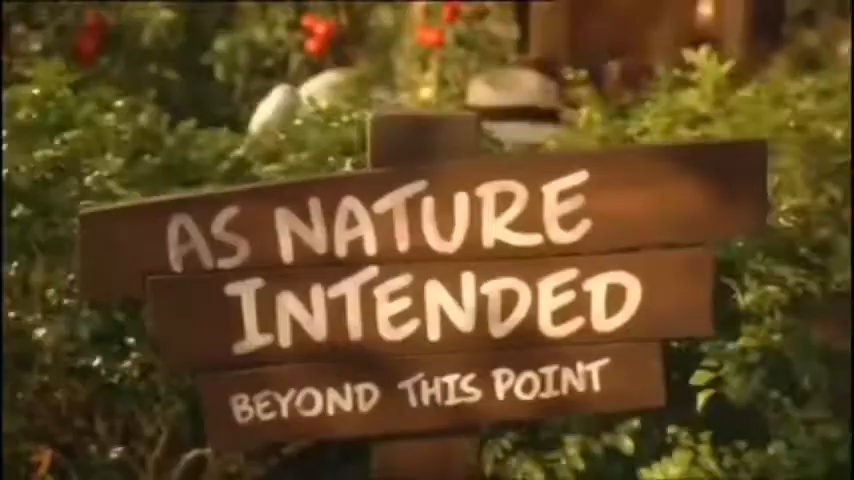 AS NATURE
INTENDED
BEYOND THIS POINT